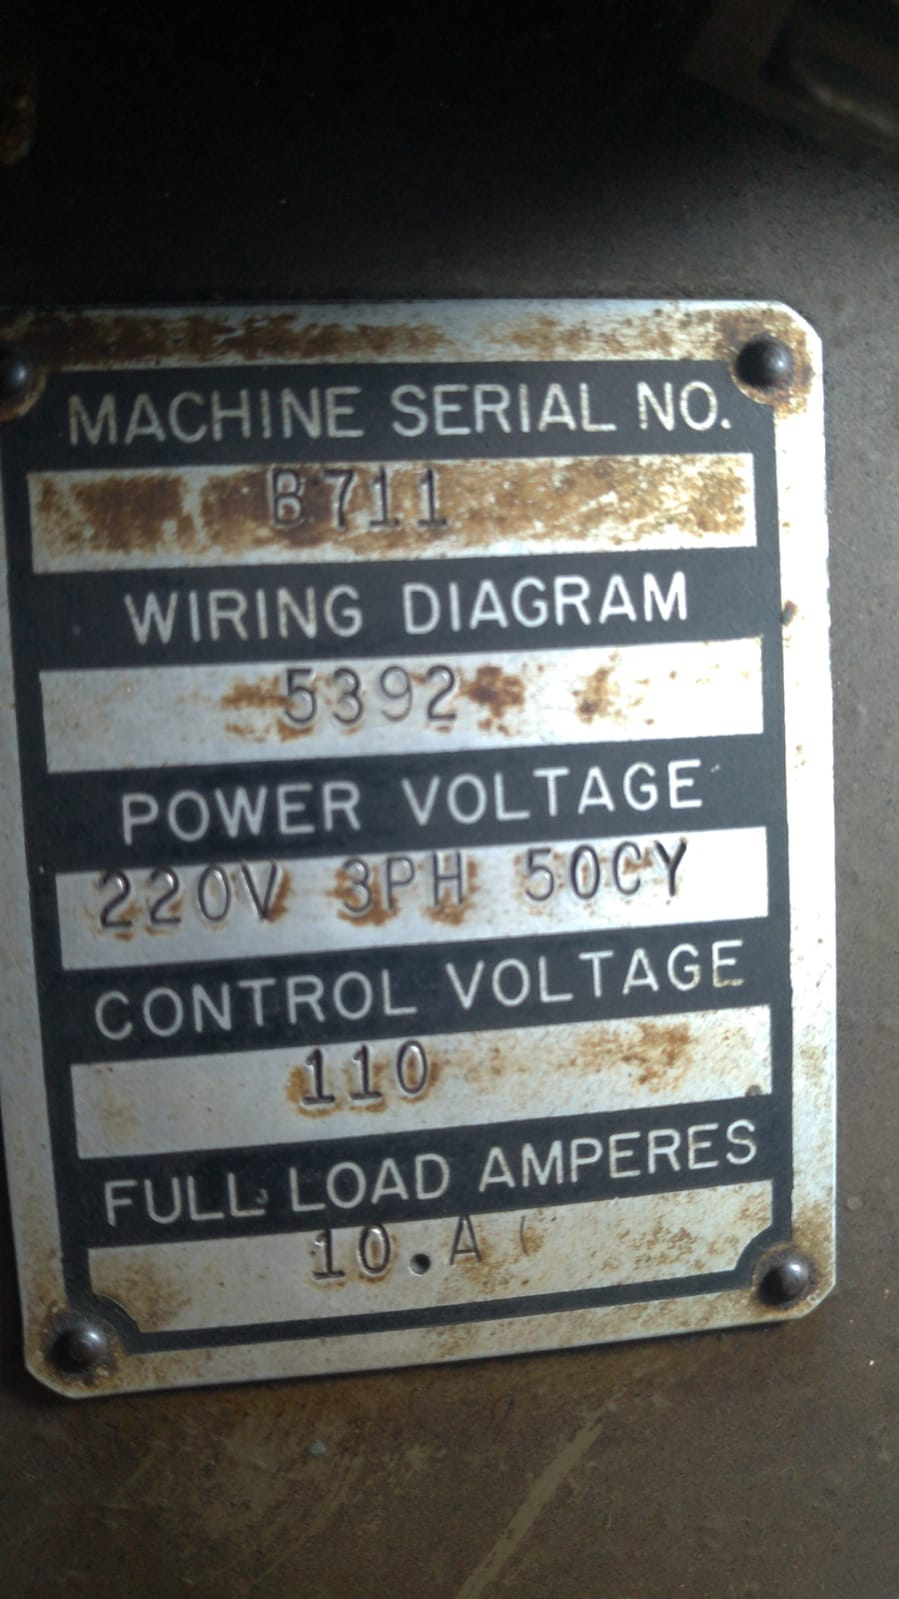 MACHINE SERIAL NO.
B711
WIRING DIAGRAM
5392
POWER VOLTAGE
220V 3PH 50CY
CONTROL VOLTAGE
110
FULL LOAD AMPERES
10.A